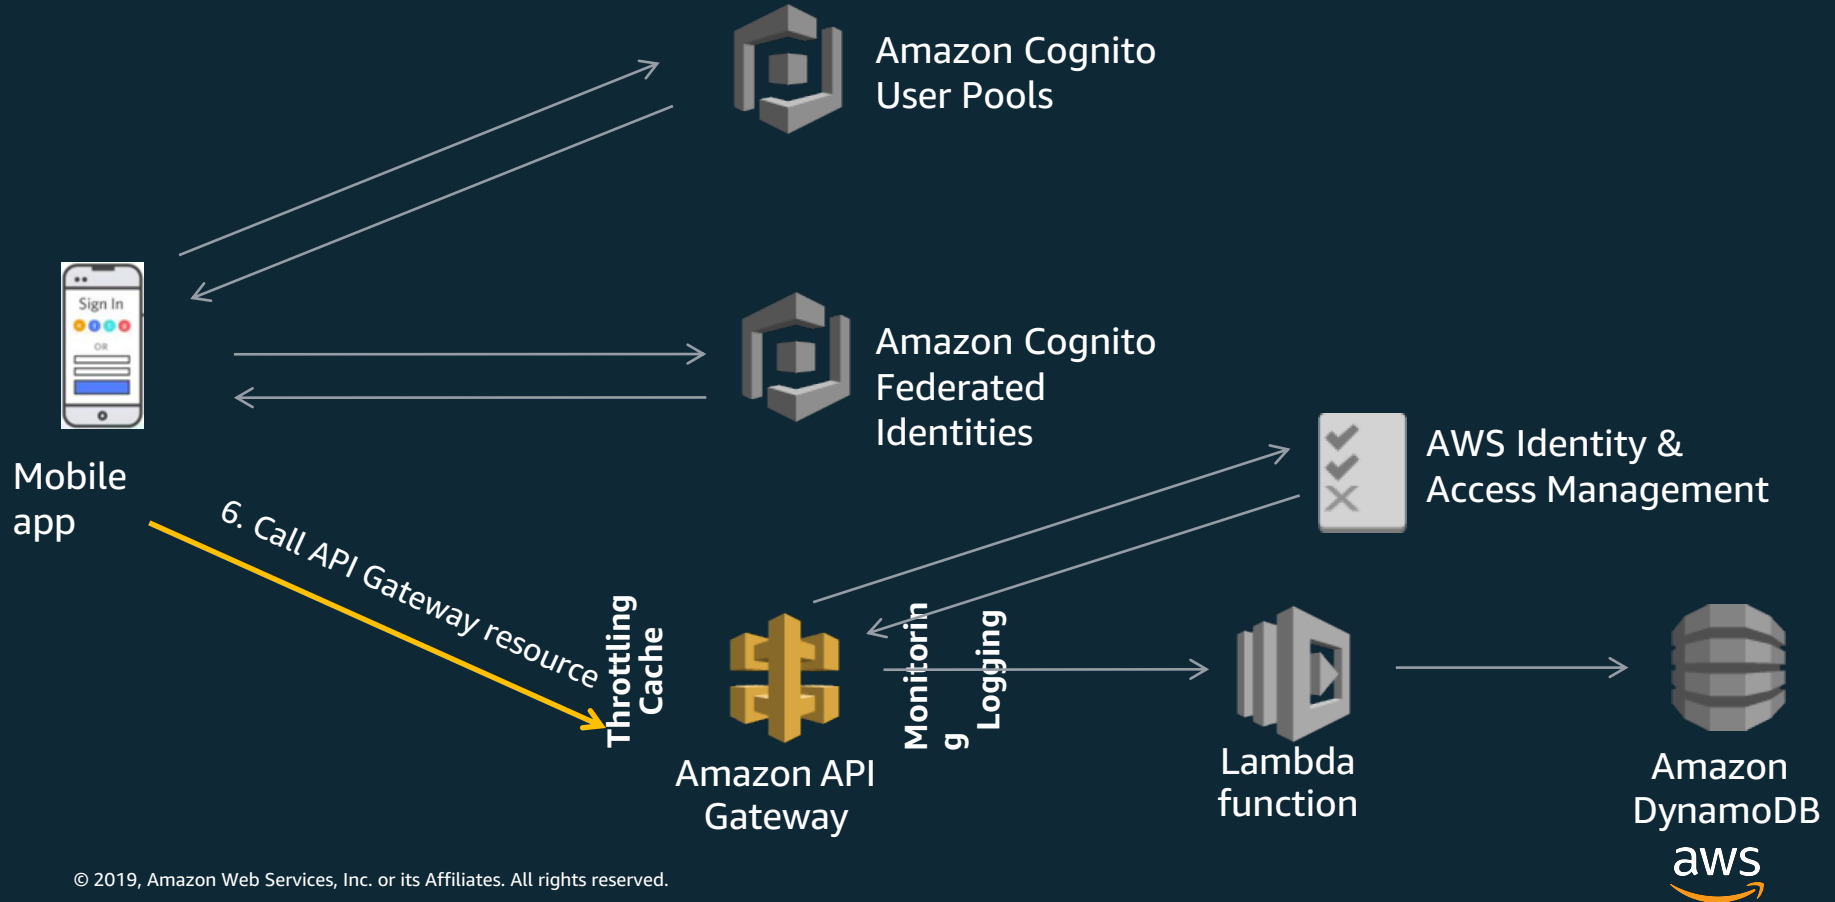 Amazon Cognito
User Pools
Sign In
OR
Amazon Cognito
Federated
Identities
AWS Identity &
Access Management
Mobile
app
6. Call API Gateway resource
Throttling
Cache
Monitorin
g
Logging
Amazon API
Gateway
Lambda
function
Amazon
DynamoDB
© 2019, Amazon Web Services, Inc. or its Affiliates. All rights reserved.
aws